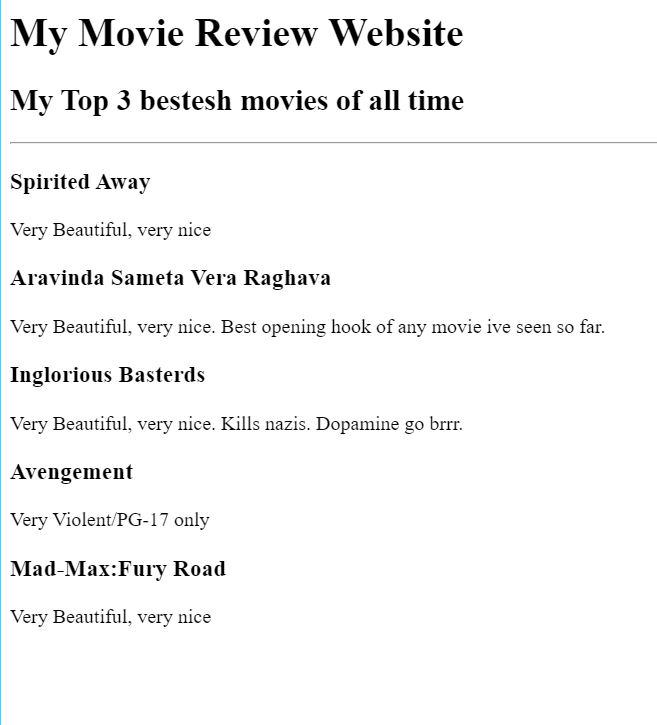 My Movie Review Website
My Top 3 bestesh movies of all time
Spirited Away
Very Beautiful, very nice
Aravinda Sameta Vera Raghava
Very Beautiful, very nice. Best opening hook of any movie ive seen so far.
Inglorious Basterds
Very Beautiful, very nice. Kills nazis. Dopamine go brrr.
Avengement
Very Violent/PG-17 only
Mad-Max:Fury Road
Very Beautiful, very nice